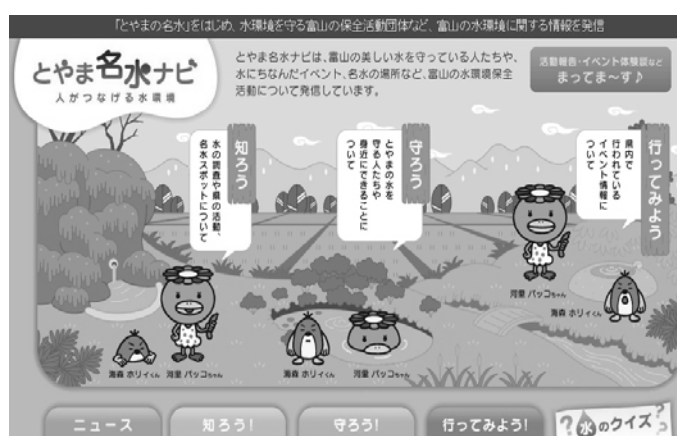 「とやまの名水」をはじめ、水環境を守る富山の保全活動団体など、富山の水環境に関する情報を発信
とやま名水ナビ
人がつなげる水環境
とやま名水ナビは、富山の美しい水を守っている人たちや、
水にちなんだイベント、名水の場所など、富山の水環境保全
活動について発信しています。
活動報告・イベント体験談など
まってま～す♪
行ってみよう
県内で
行われている
イベント情報に
ついて
守ろう
とやまの水を
守る人たちや
身近にできることに
ついて
知ろう
水の調査や県の活動、
名水スポットについて
河童 パッコちゃん
海森 ホリィくん
海森 ホリィくん
河童 パッコちゃん
海森 ホリィくん
河童 パッコちゃん
ニュース
知ろう!
守ろう!
行ってみよう!
?水のクイズ??